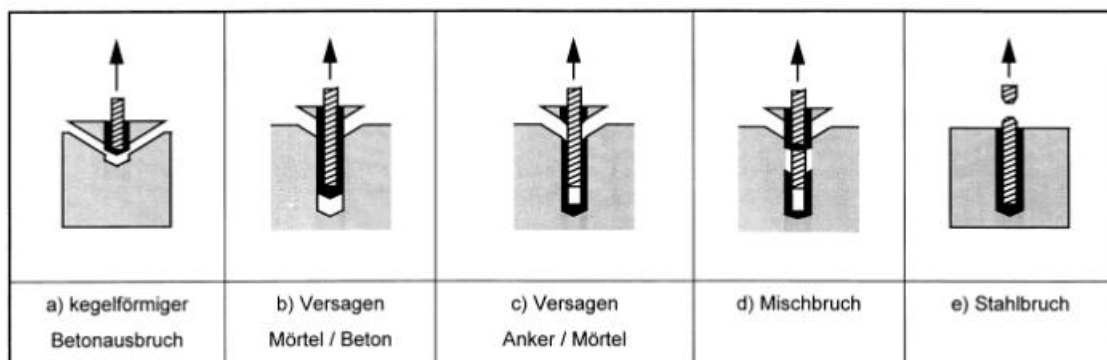 a) kegelförmiger
Betonausbruch
b) Versagen
Mörtel / Beton
c) Versagen
Anker / Mörtel
d) Mischbruch
e) Stahlbruch